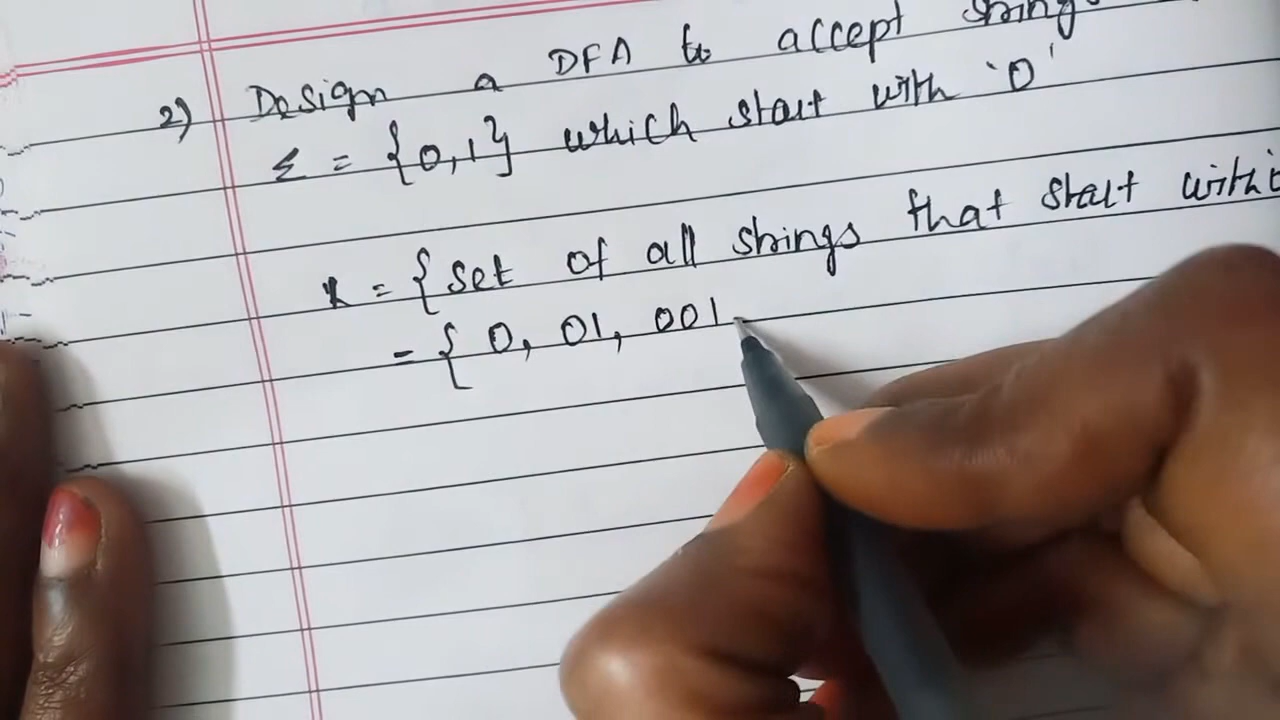 2) Design a DFA to accept string
Σ = {0,1} which start with '0'
L = {set of all strings that start with
= { 0, 01, 001